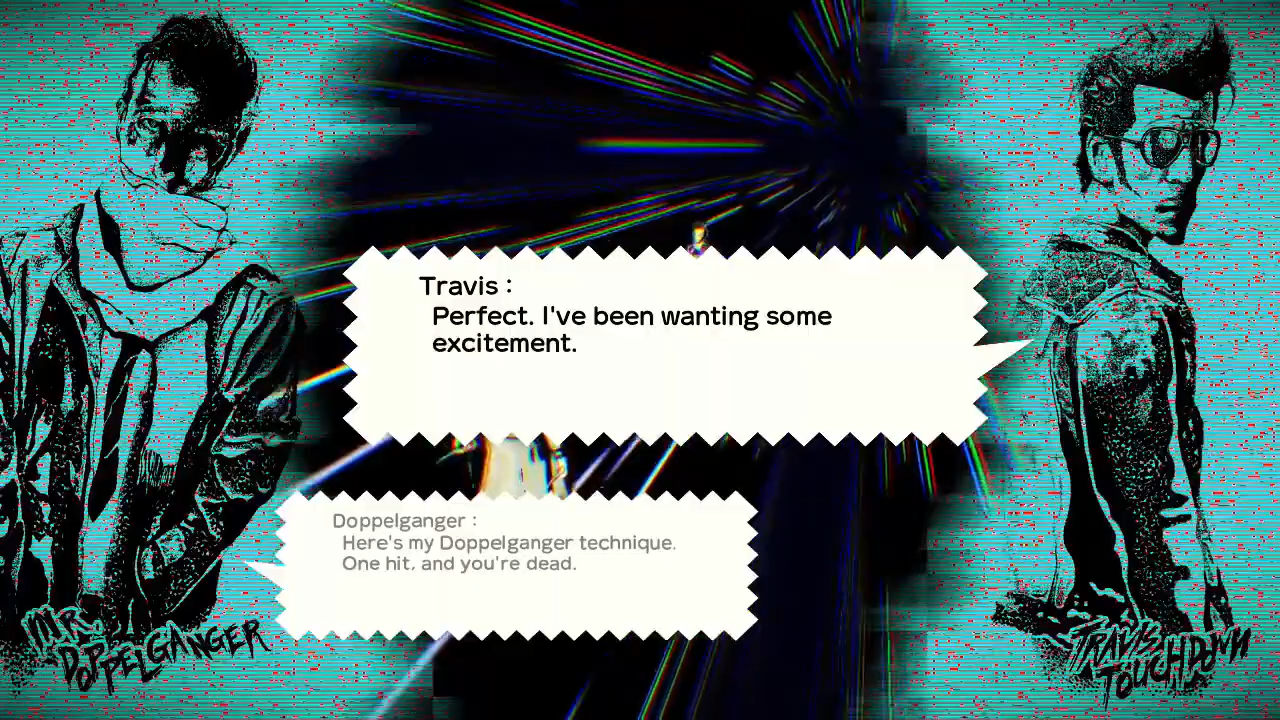 Travis :
Perfect. I've been wanting some
excitement.
Doppelganger :
Here's my Doppelganger technique.
One hit, and you're dead.
MR.
DOPPELGANGER
TRAVIS
TOUCHDOWN